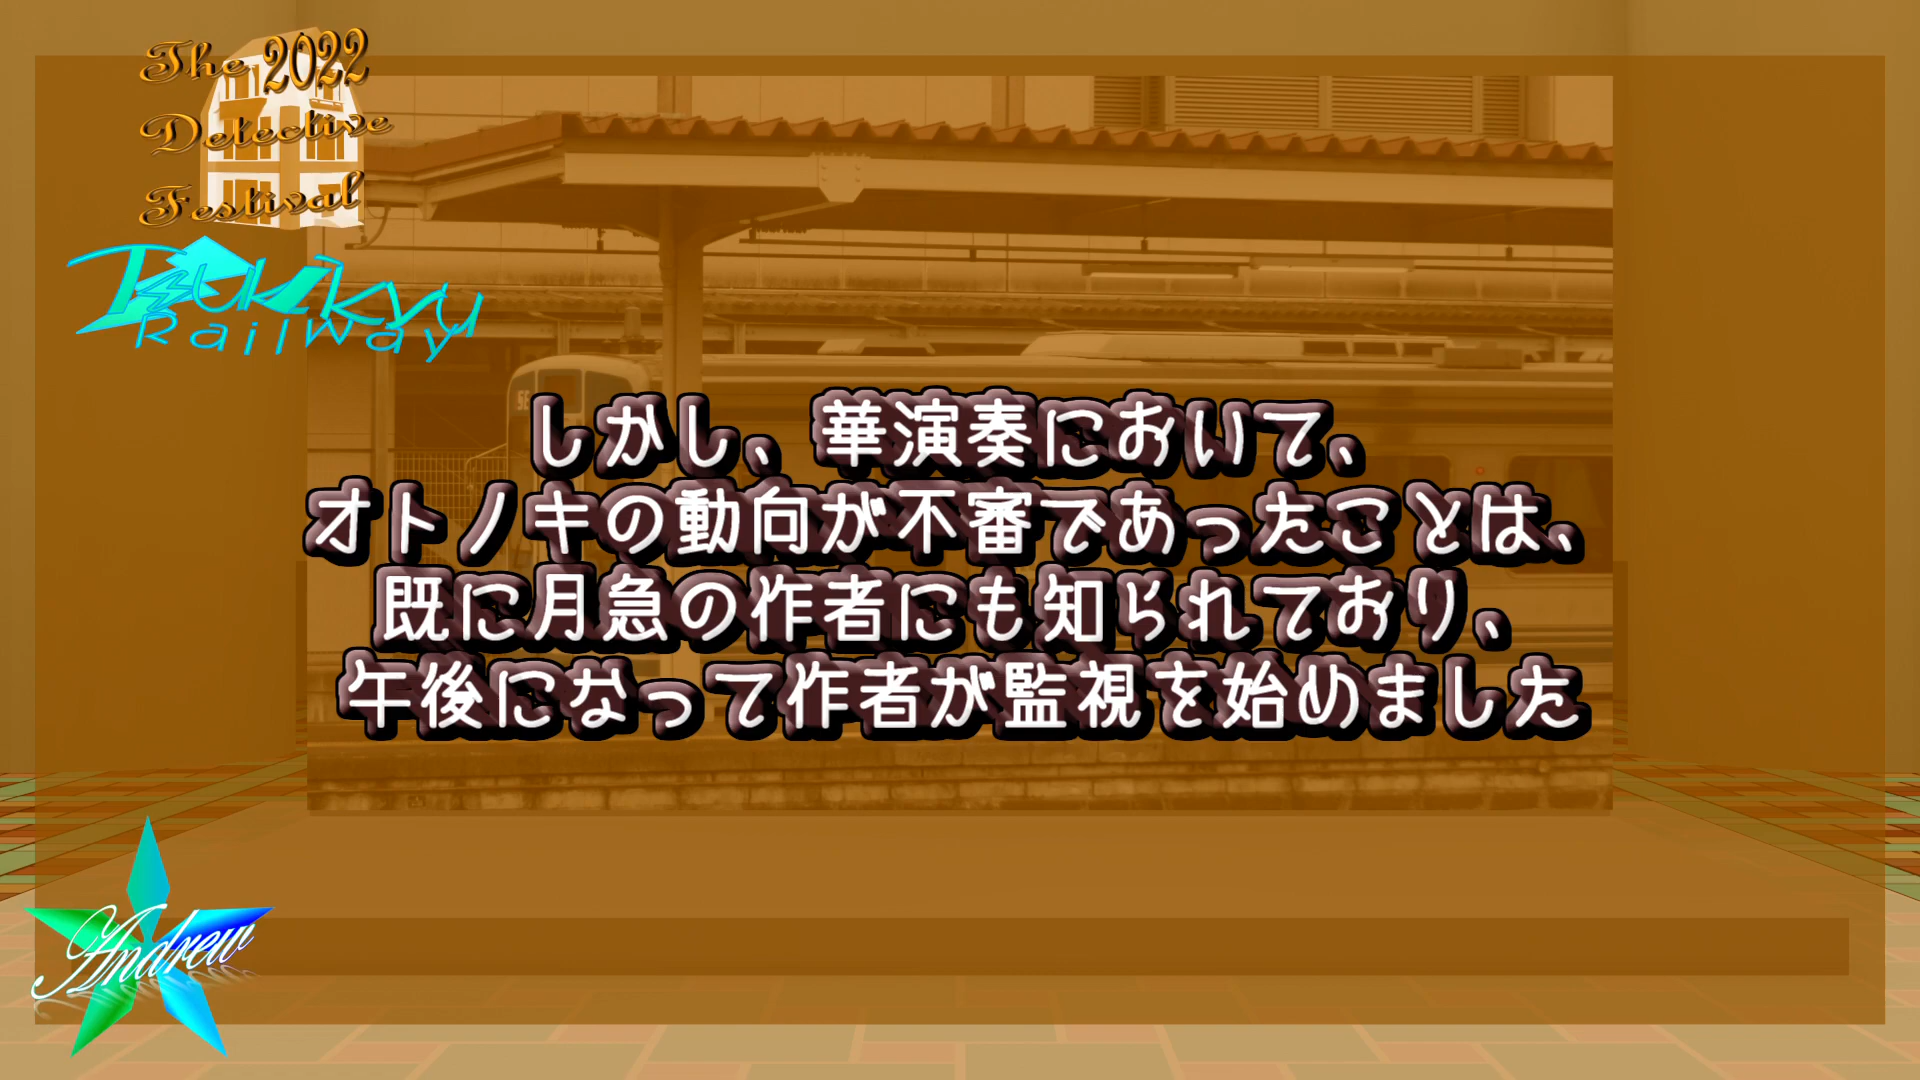 The 2022
Detective
Festival
Tsukikyu
Railway
しかし、華演奏において、
オトノキの動向が不審であったことは、
既に月急の作者にも知られており、
午後になって作者が監視を始めました
Andrew